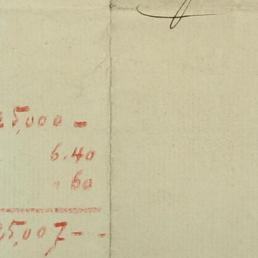 25,000 –
6.40
. 60
25,007 - -